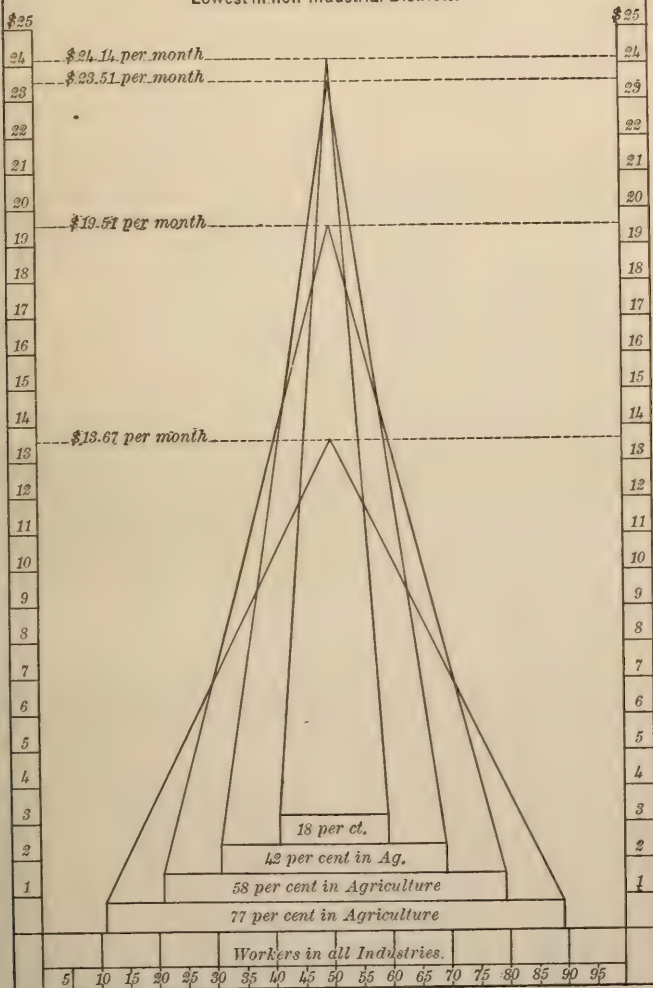 Lowest in non-Industrial Districts.
$25 $25
24 $24.14 per month 24
23 $23.51 per month 23
22 22
21 21
20 20
$19.51 per month
19 19
18 18
17 17
16 16
15 15
14 14
$13.67 per month
13 13
12 12
11 11
10 10
9 9
8 8
7 7
6 6
5 5
4 4
3 3
18 per ct.
2 42 per cent in Ag. 2
1 58 per cent in Agriculture 1
77 per cent in Agriculture
Workers in all Industries.
5 10 15 20 25 30 35 40 45 50 55 60 65 70 75 80 85 90 95